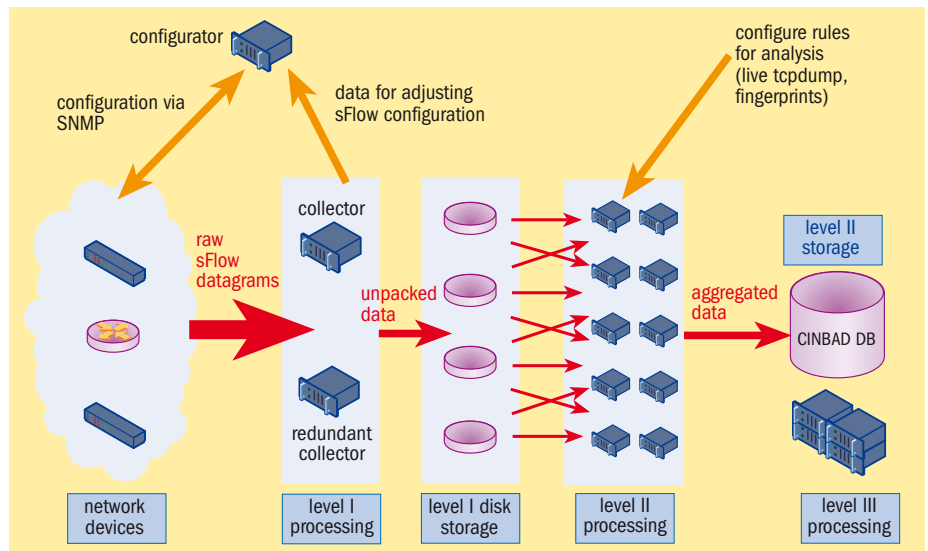 configurator
configuration via
SNMP
data for adjusting
sFlow configuration
configure rules
for analysis
(live tcpdump,
fingerprints)
raw
sFlow
datagrams
collector
redundant
collector
unpacked
data
aggregated
data
level II
storage
CINBAD DB
network
devices
level I
processing
level I disk
storage
level II
processing
level III
processing